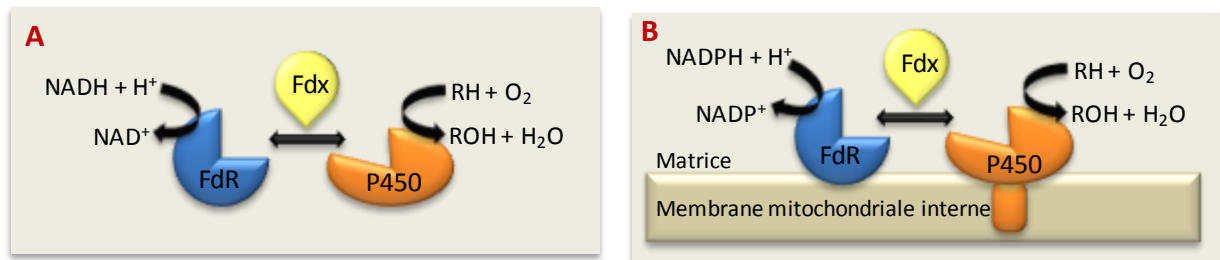 A
NADH + H⁺
NAD⁺
Fdx
FdR
P450
RH + O₂
ROH + H₂O
B
NADPH + H⁺
NADP⁺
Fdx
FdR
P450
RH + O₂
ROH + H₂O
Matrice
Membrane mitochondriale interne